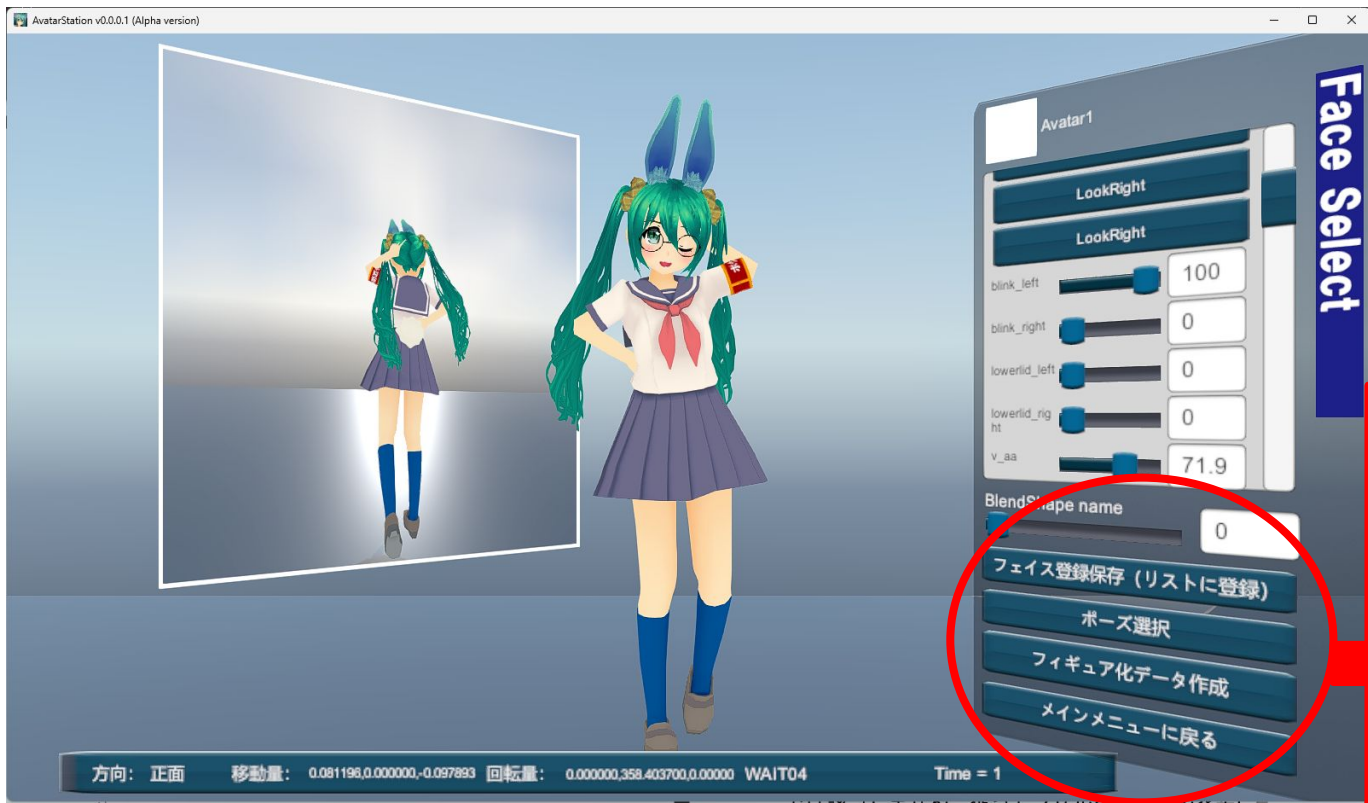 AvatarStation v0.0.0.1 (Alpha version)
Face Select
Avatar1
LookRight
LookRight
blink_left 100
blink_right 0
lowerlid_left 0
lowerlid_rig
ht 0
v_aa 71.9
BlendShape name
0
フェイス登録保存 (リストに登録)
ポーズ選択
フィギュア化データ作成
メインメニューに戻る
方向: 正面 移動量: 0.081196,0.000000,-0.097893 回転量: 0.000000,358.403700,0.00000 WAIT04 Time = 1